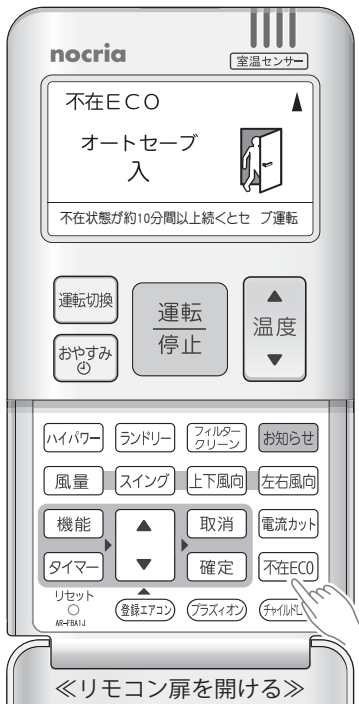 nocria
室温センサー
不在ECO
オートセーブ
入
不在状態が約10分間以上続くとセ ブ運転
運転切換
運転
停止
温度
おやすみ
ハイパワー ランドリー フィルター
クリーン お知らせ
風量 スイング 上下風向 左右風向
機能 取消 電流カット
タイマー 確定 不在ECO
リセット
AR-FBA1J
登録エアコン プラズィオン チャイルドL
≪リモコン扉を開ける≫